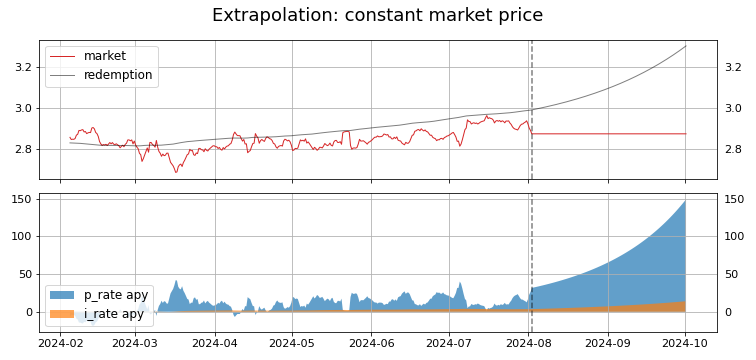 Extrapolation: constant market price
market
redemption
3.2 3.2
3.0 3.0
2.8 2.8
150 150
100 100
50 50
0 0
p_rate apy
i_rate apy
2024-02 2024-03 2024-04 2024-05 2024-06 2024-07 2024-08 2024-09 2024-10